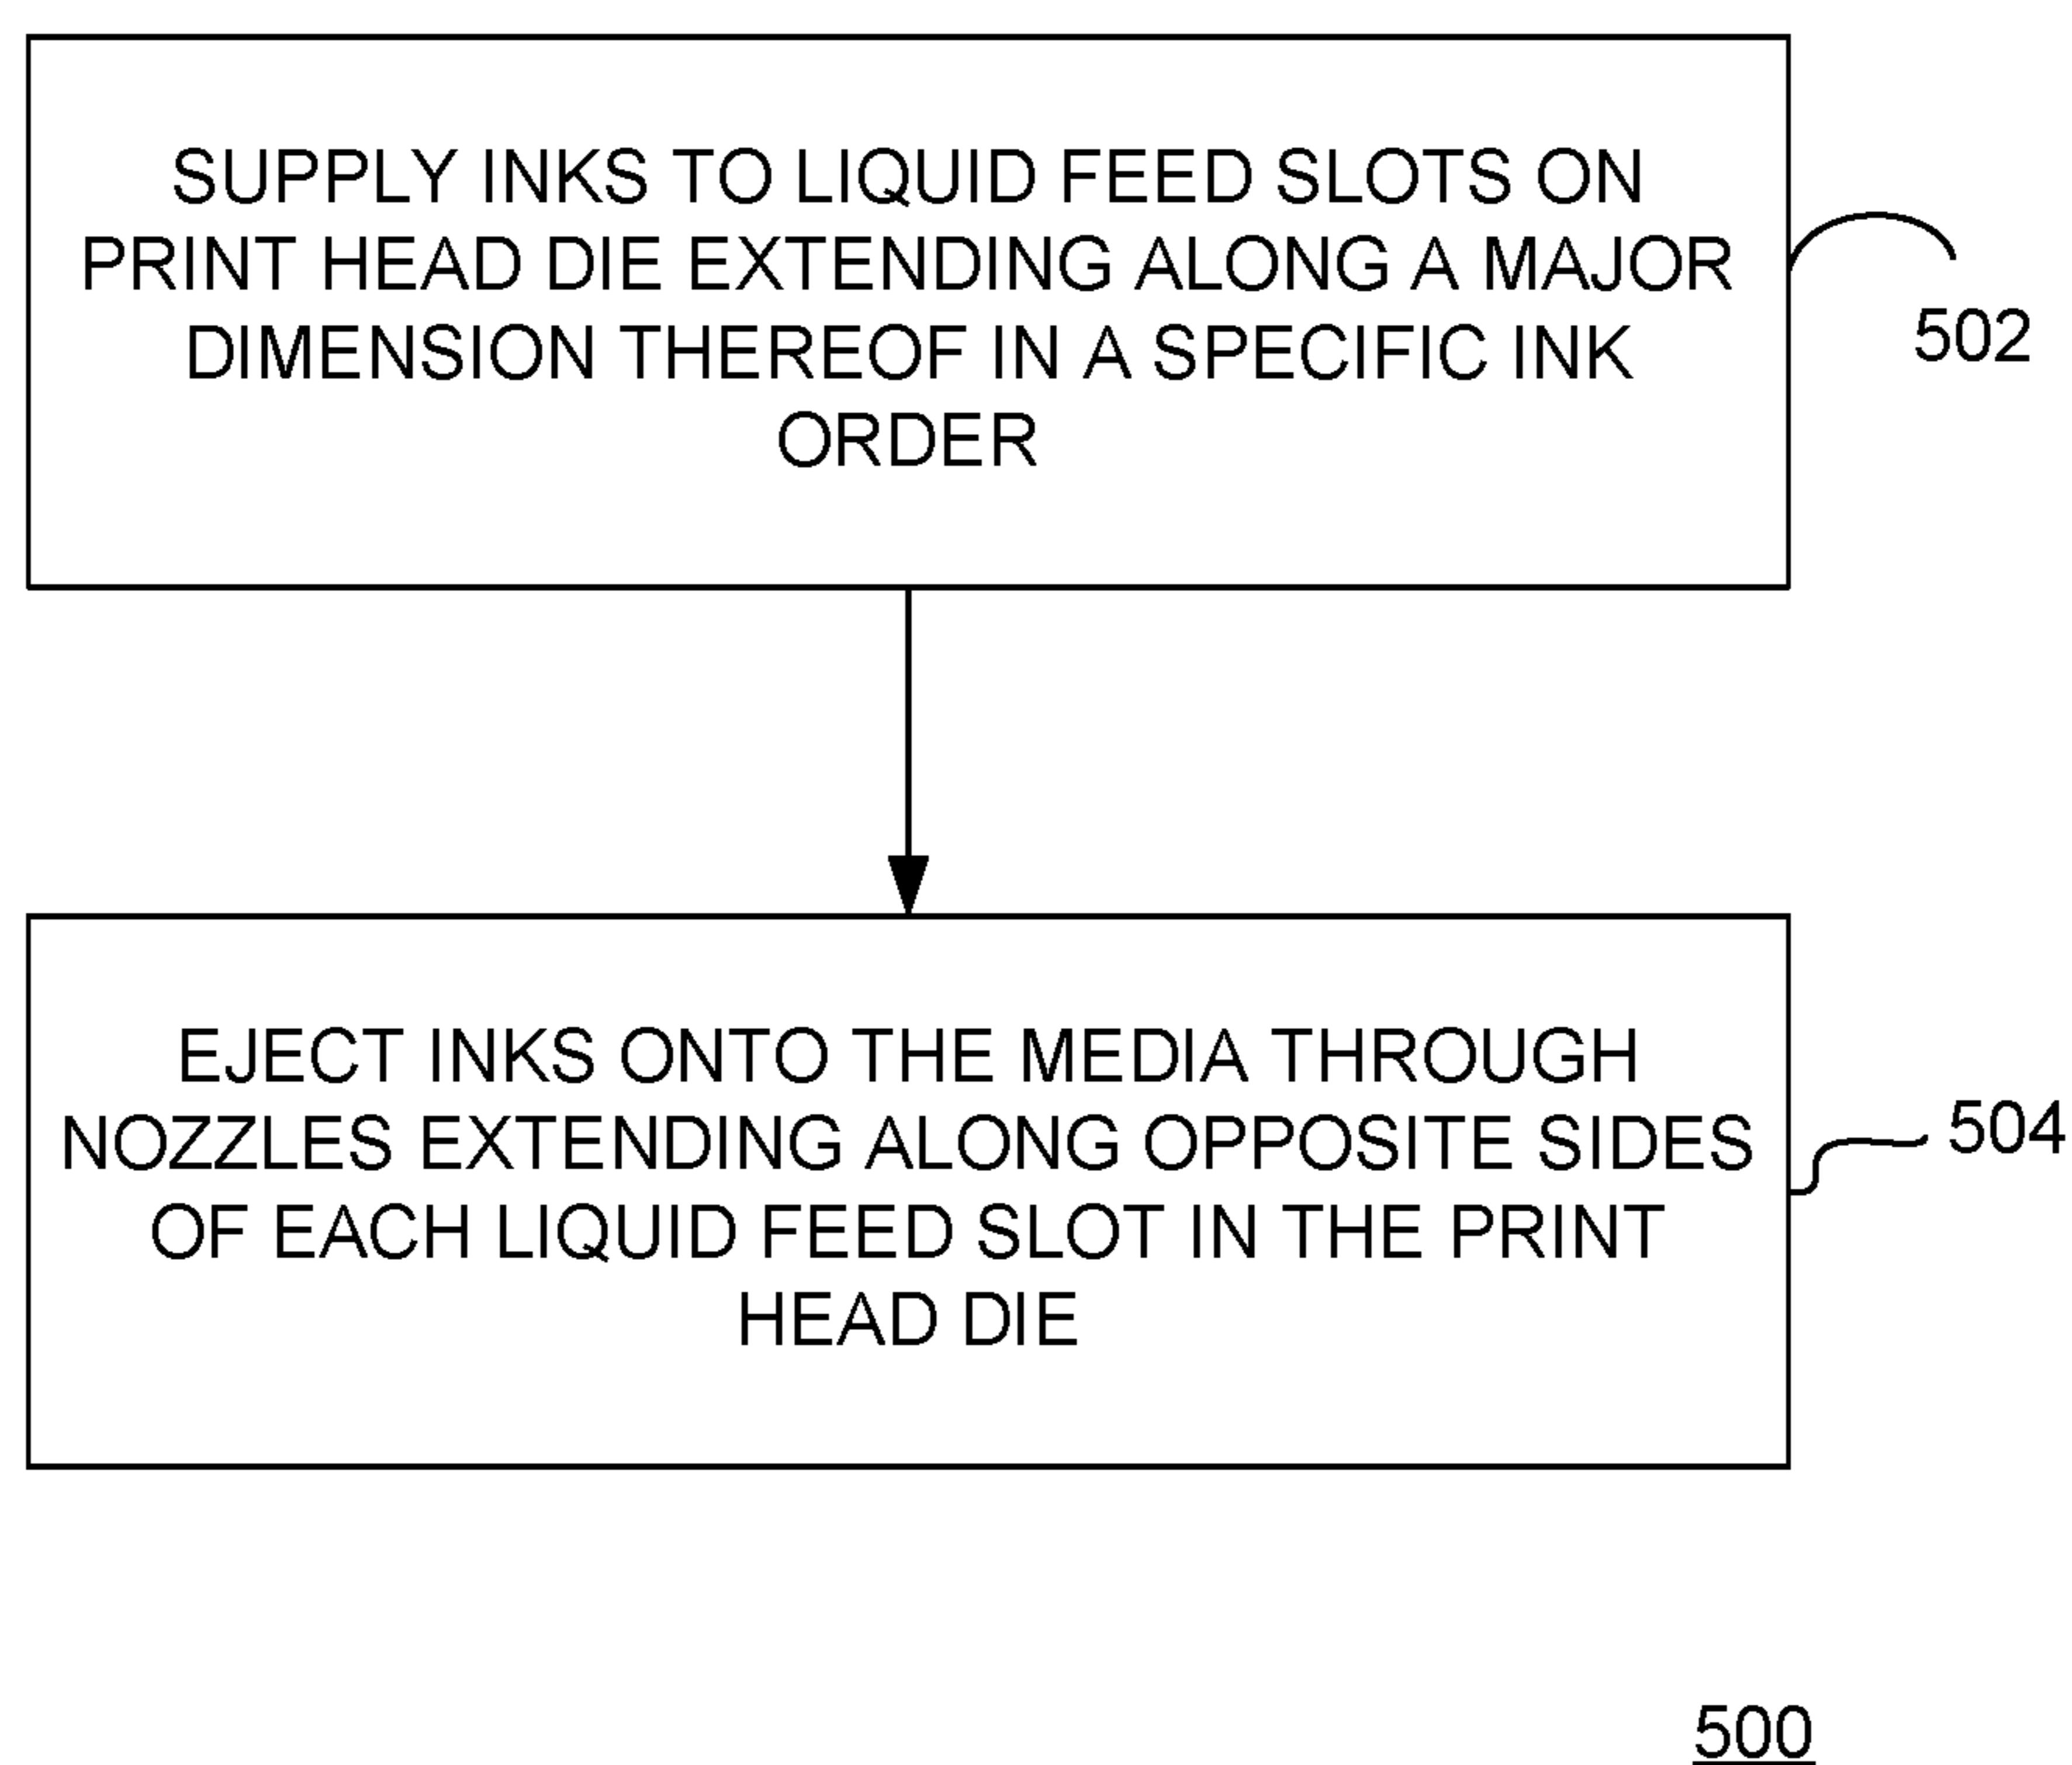 SUPPLY INKS TO LIQUID FEED SLOTS ON
PRINT HEAD DIE EXTENDING ALONG A MAJOR
DIMENSION THEREOF IN A SPECIFIC INK
ORDER
502
EJECT INKS ONTO THE MEDIA THROUGH
NOZZLES EXTENDING ALONG OPPOSITE SIDES
OF EACH LIQUID FEED SLOT IN THE PRINT
HEAD DIE
504
500